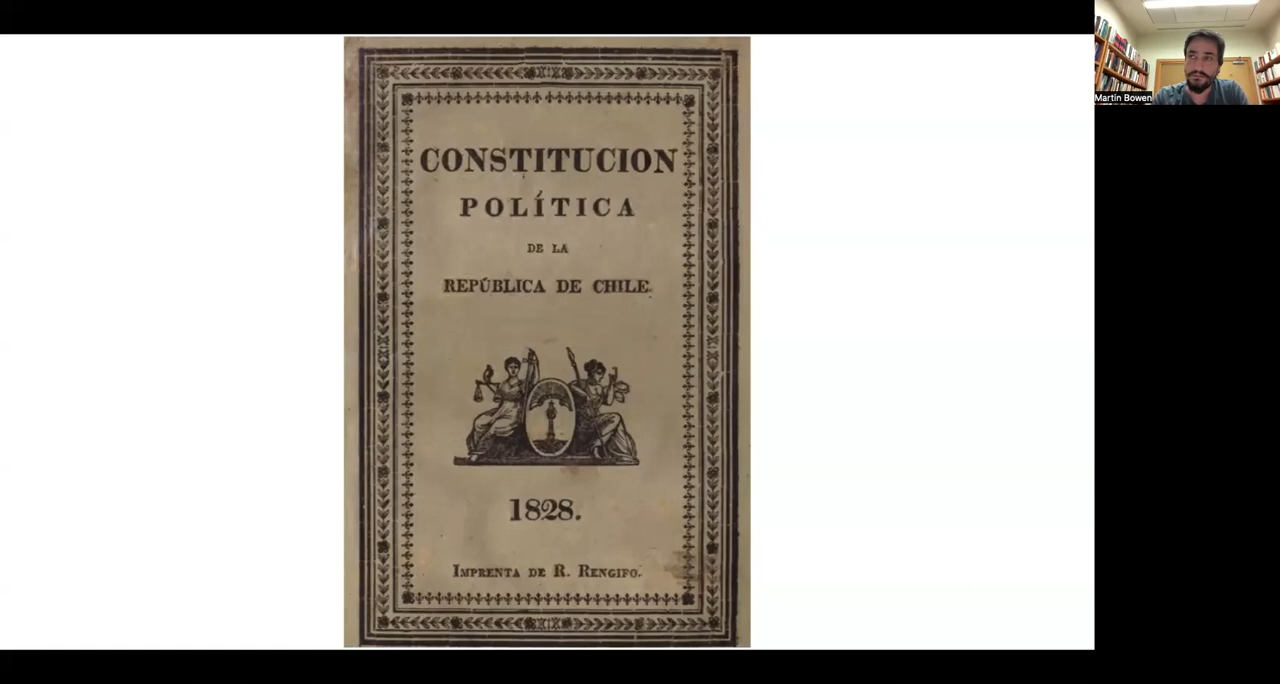 CONSTITUCION
POLÍTICA
DE LA
REPÚBLICA DE CHILE.
1828.
IMPRENTA DE R. RENGIFO.
Martin Bowen